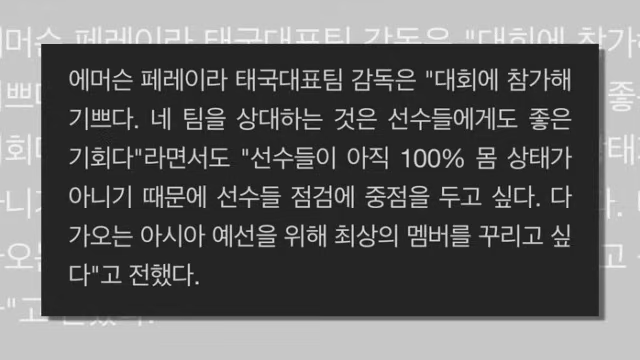 에머슨 페레이라 태국대표팀 감독은 "대회에 참가해
기쁘다. 네 팀을 상대하는 것은 선수들에게도 좋은
기회다"라면서도 "선수들이 아직 100% 몸 상태가
아니기 때문에 선수들 점검에 중점을 두고 싶다. 다
가오는 아시아 예선을 위해 최상의 멤버를 꾸리고 싶
다"고 전했다.